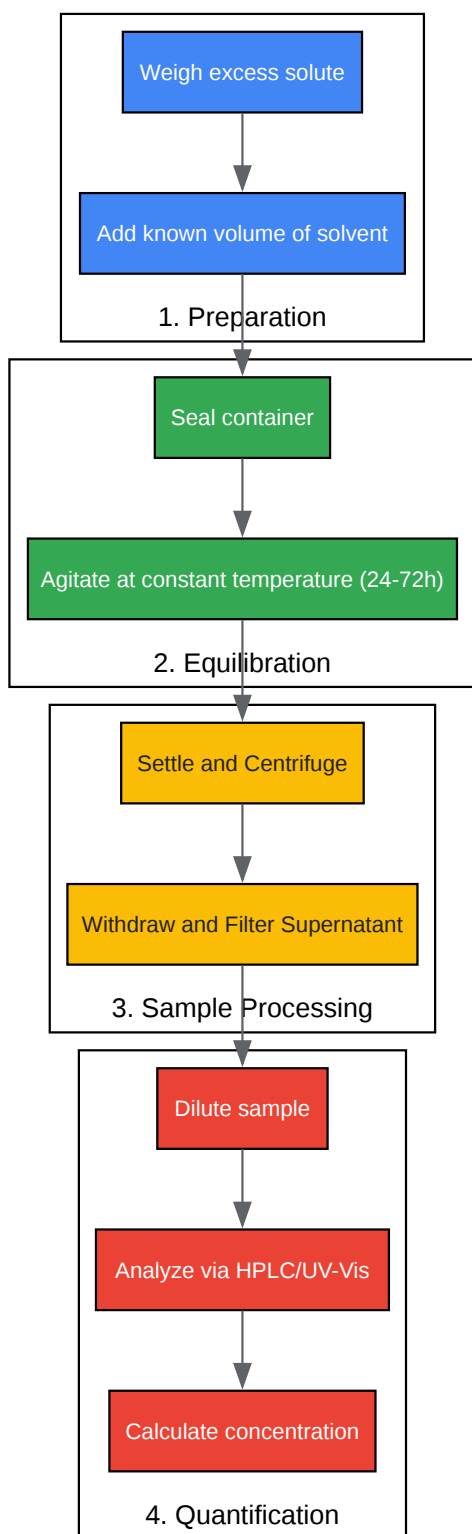 Weigh excess solute
Add known volume of solvent
1. Preparation
Seal container
Agitate at constant temperature (24-72h)
2. Equilibration
Settle and Centrifuge
Withdraw and Filter Supernatant
3. Sample Processing
Dilute sample
Analyze via HPLC/UV-Vis
Calculate concentration
4. Quantification